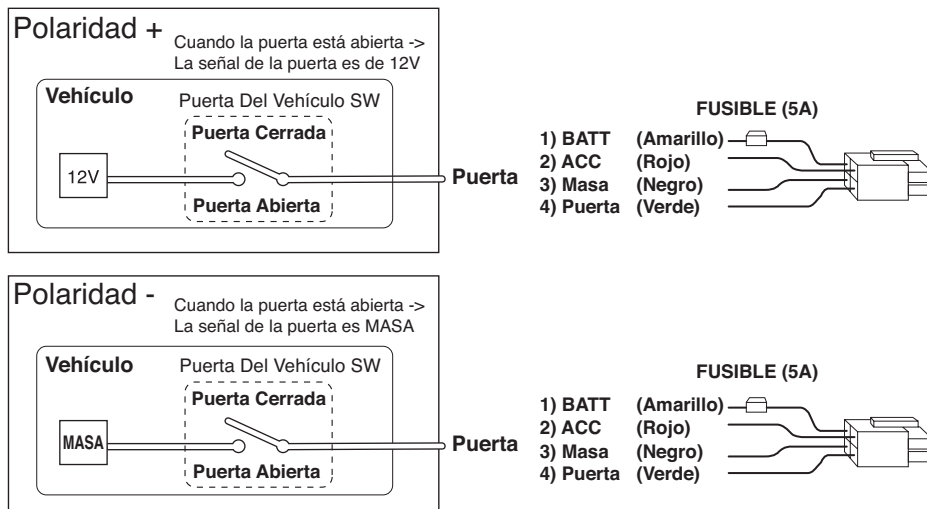 Polaridad +
Cuando la puerta está abierta ->
La señal de la puerta es de 12V
Vehículo
Puerta Del Vehículo SW
Puerta Cerrada
12V
Puerta Abierta
Puerta
FUSIBLE (5A)
1) BATT (Amarillo)
2) ACC (Rojo)
3) Masa (Negro)
4) Puerta (Verde)
Polaridad -
Cuando la puerta está abierta ->
La señal de la puerta es MASA
Vehículo
Puerta Del Vehículo SW
Puerta Cerrada
MASA
Puerta Abierta
Puerta
FUSIBLE (5A)
1) BATT (Amarillo)
2) ACC (Rojo)
3) Masa (Negro)
4) Puerta (Verde)